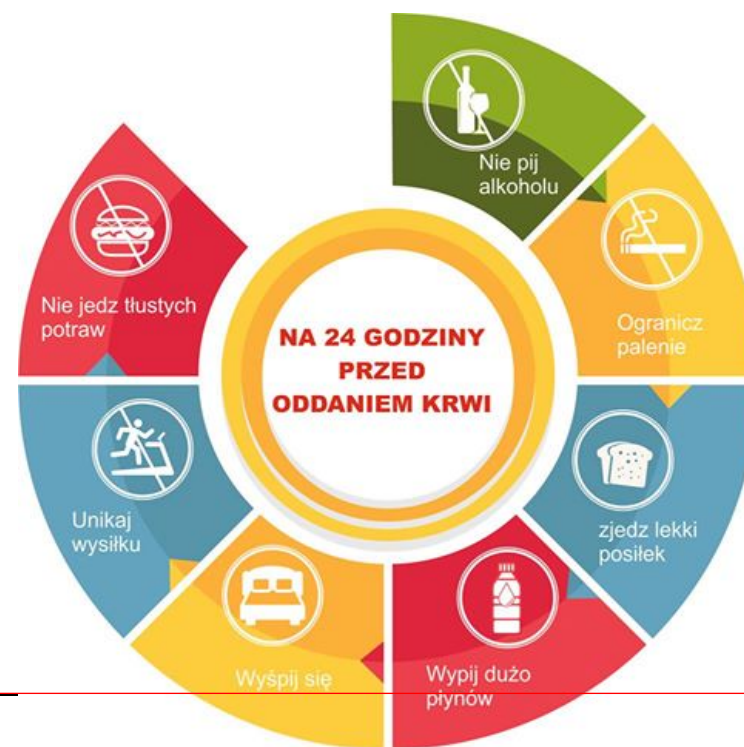 NA 24 GODZINY
PRZED
ODDANIEM KRWI
Nie pij
alkoholu
Ogranicz
palenie
zjedz lekki
posiłek
Wypij dużo
płynów
Wyśpij się
Unikaj
wysiłku
Nie jedz tłustych
potraw